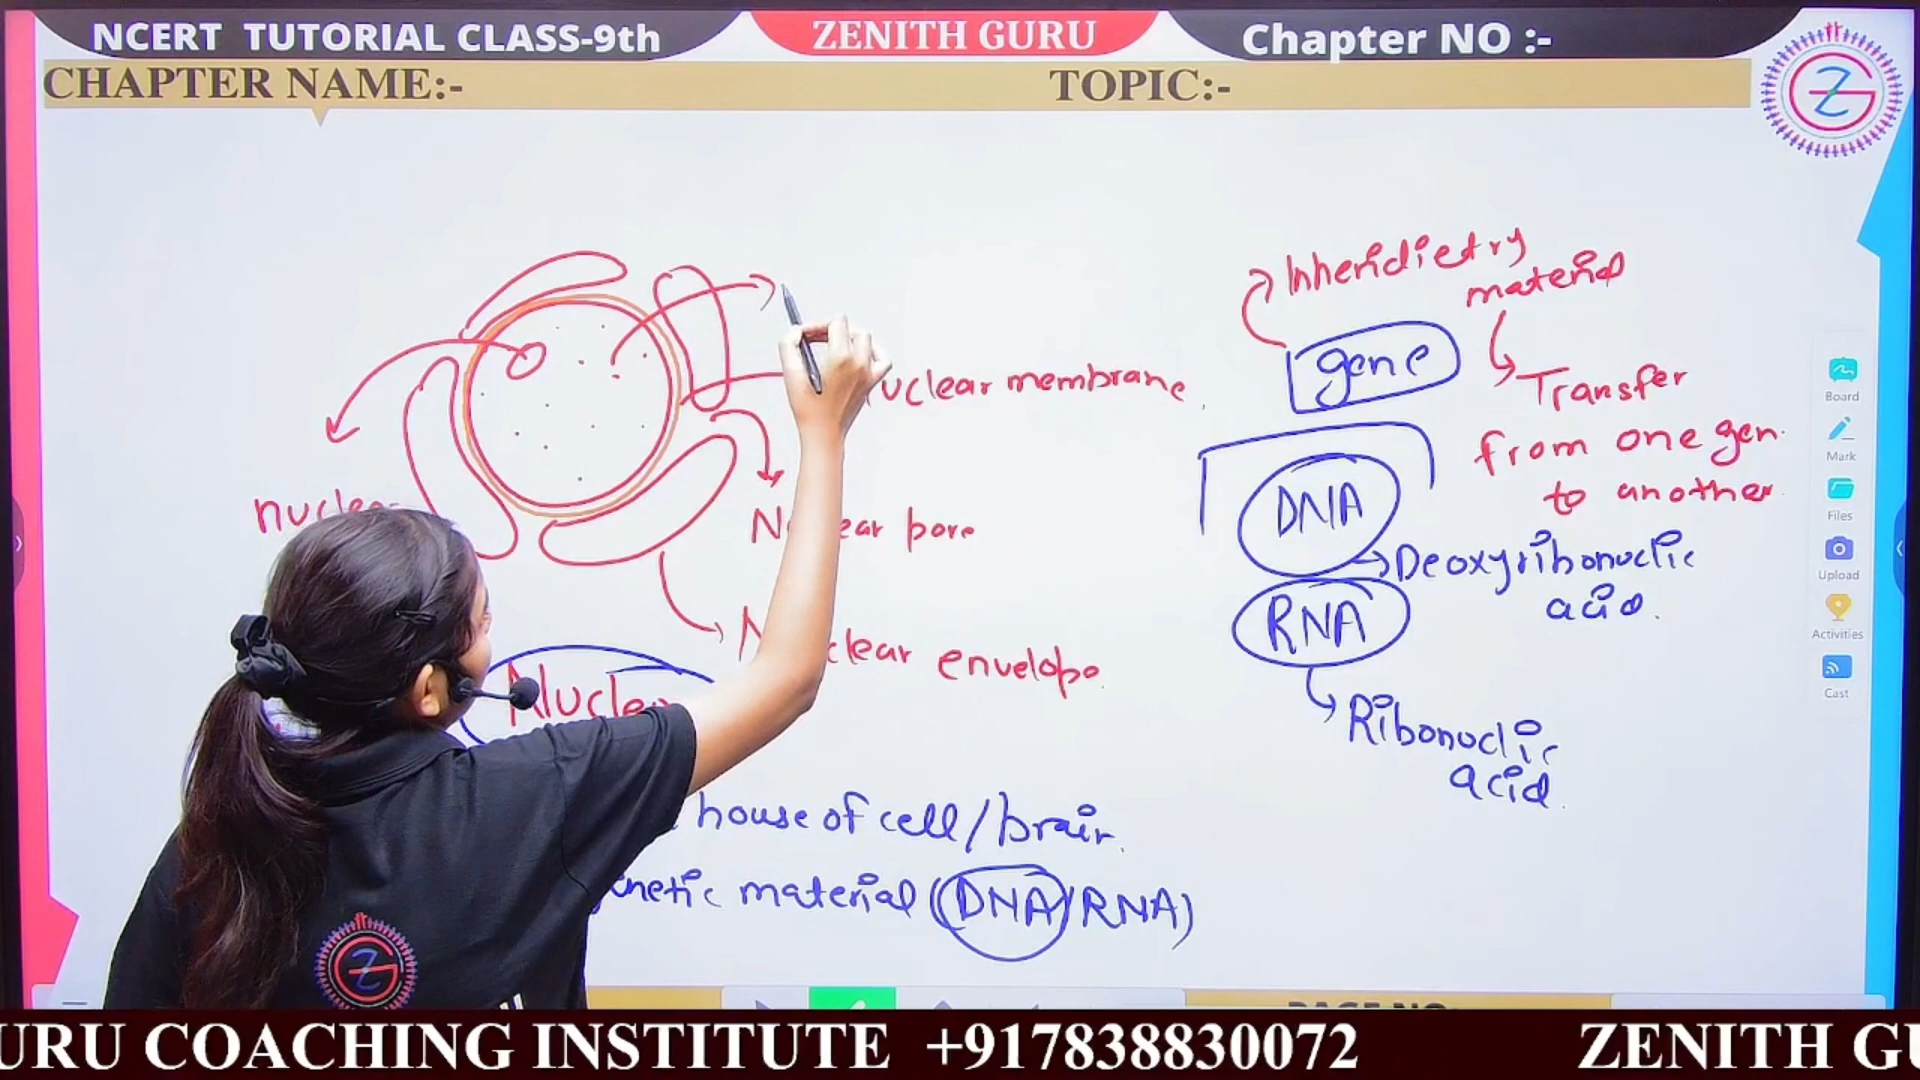 NCERT TUTORIAL CLASS-9th
ZENITH GURU
Chapter NO :-
CHAPTER NAME:-
TOPIC:-
Inheridietry
material
gene
Transfer
from one gen.
to another
uclear membrane
DNA
Deoxyribonuclic
acid.
RNA
Ribonuclic
acid.
ear pore
clear envelope
house of cell/brain
material (DNA/RNA)
Board
Mark
Files
Upload
Activities
Cast
URU COACHING INSTITUTE +917838830072
ZENITH GU